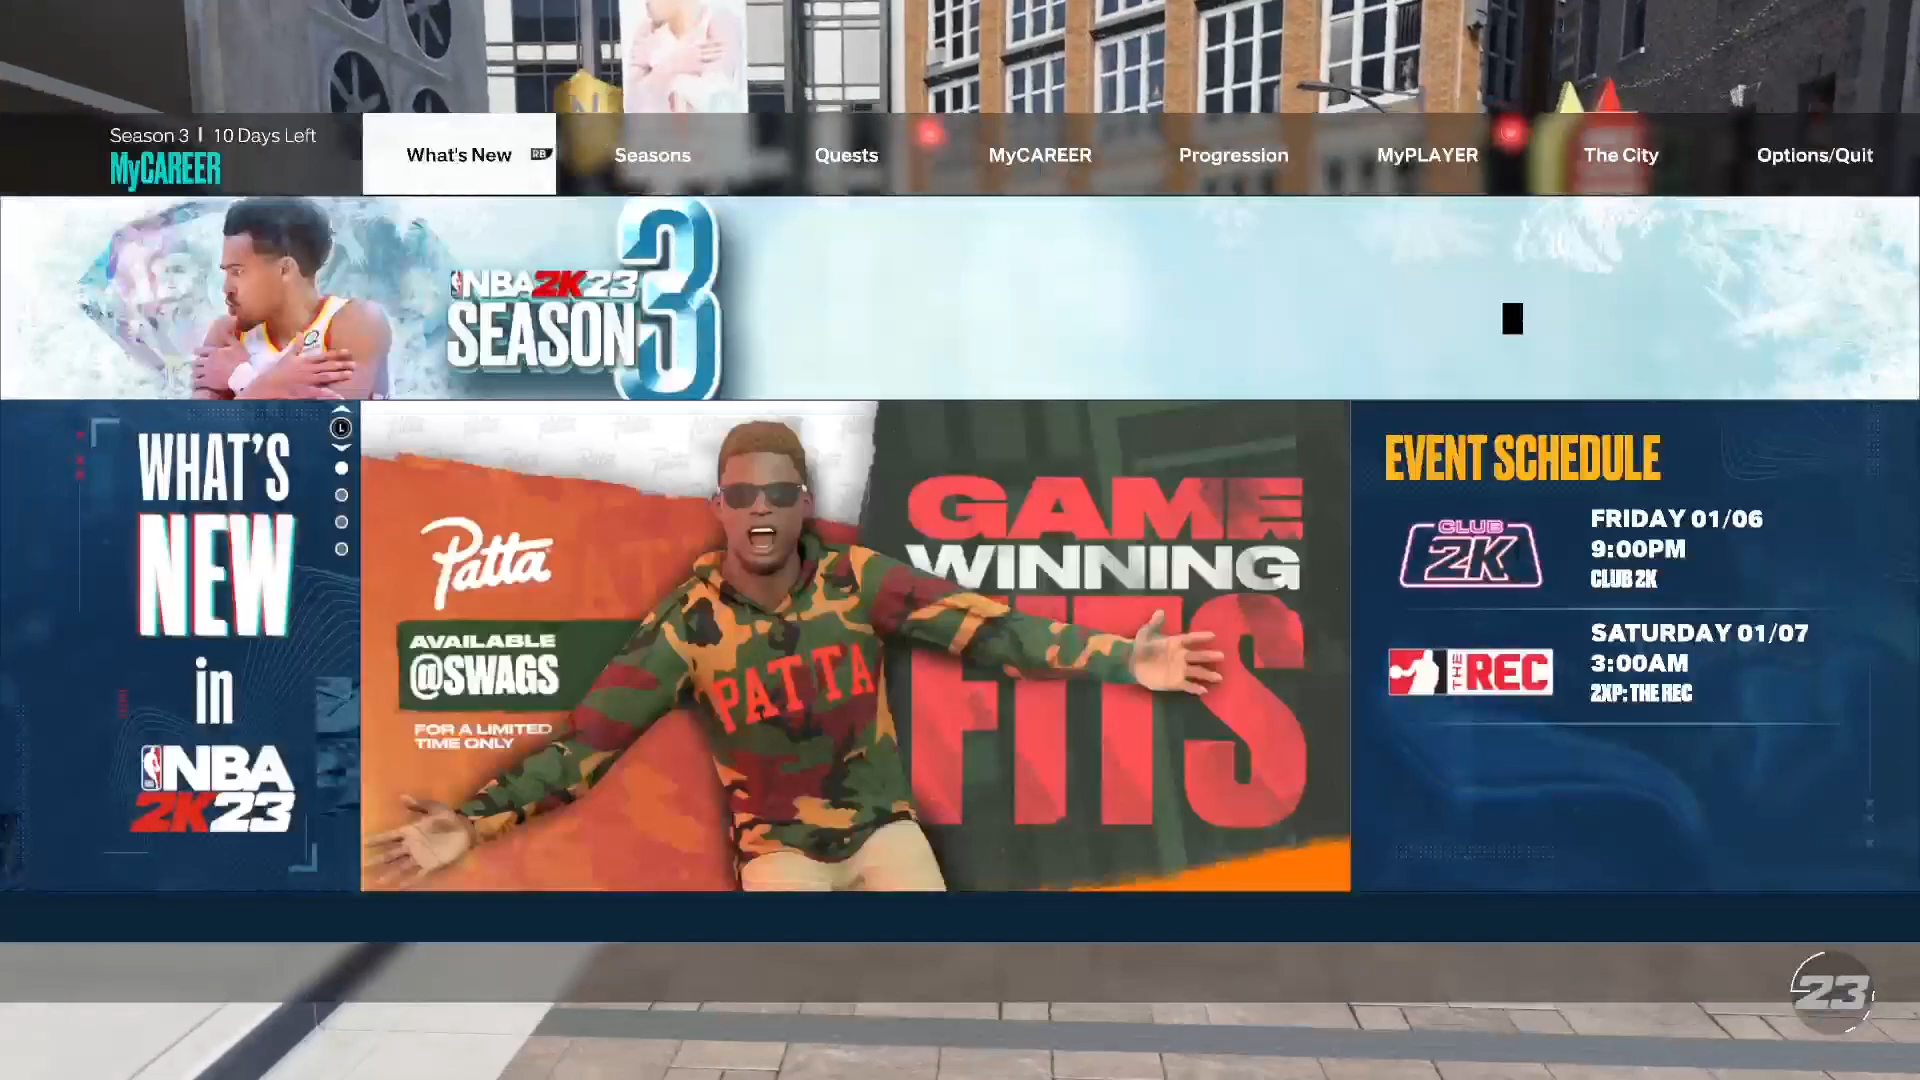 Season 3 | 10 Days Left
MyCAREER
What's New RB
Seasons
Quests
MyCAREER
Progression
MyPLAYER
The City
Options/Quit
NBA 2K23
SEASON 3
WHAT'S
NEW
in
NBA
2K23
L
Patta
AVAILABLE
@SWAGS
FOR A LIMITED
TIME ONLY
PATTA
GAME
WINNING
FITS
EVENT SCHEDULE
CLUB
2K
FRIDAY 01/06
9:00PM
CLUB 2K
THE REC
SATURDAY 01/07
3:00AM
2XP: THE REC
23